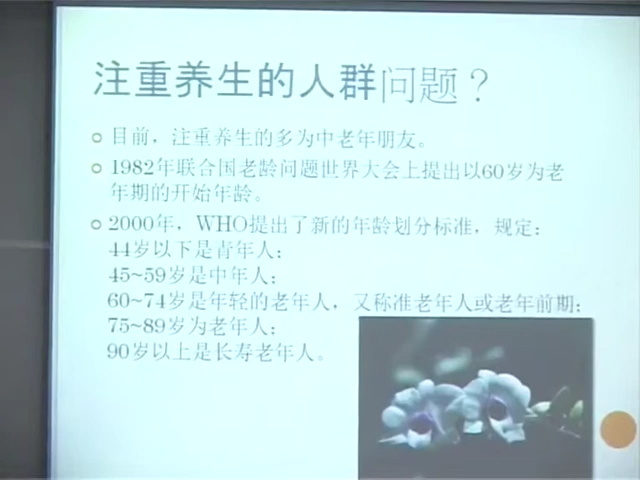 注重养生的人群问题？
目前，注重养生的多为中老年朋友。
1982年联合国老龄问题世界大会上提出以60岁为老
年期的开始年龄。
2000年，WHO提出了新的年龄划分标准，规定：
44岁以下是青年人；
45~59岁是中年人；
60~74岁是年轻的老年人，又称准老年人或老年前期；
75~89岁为老年人；
90岁以上是长寿老年人。